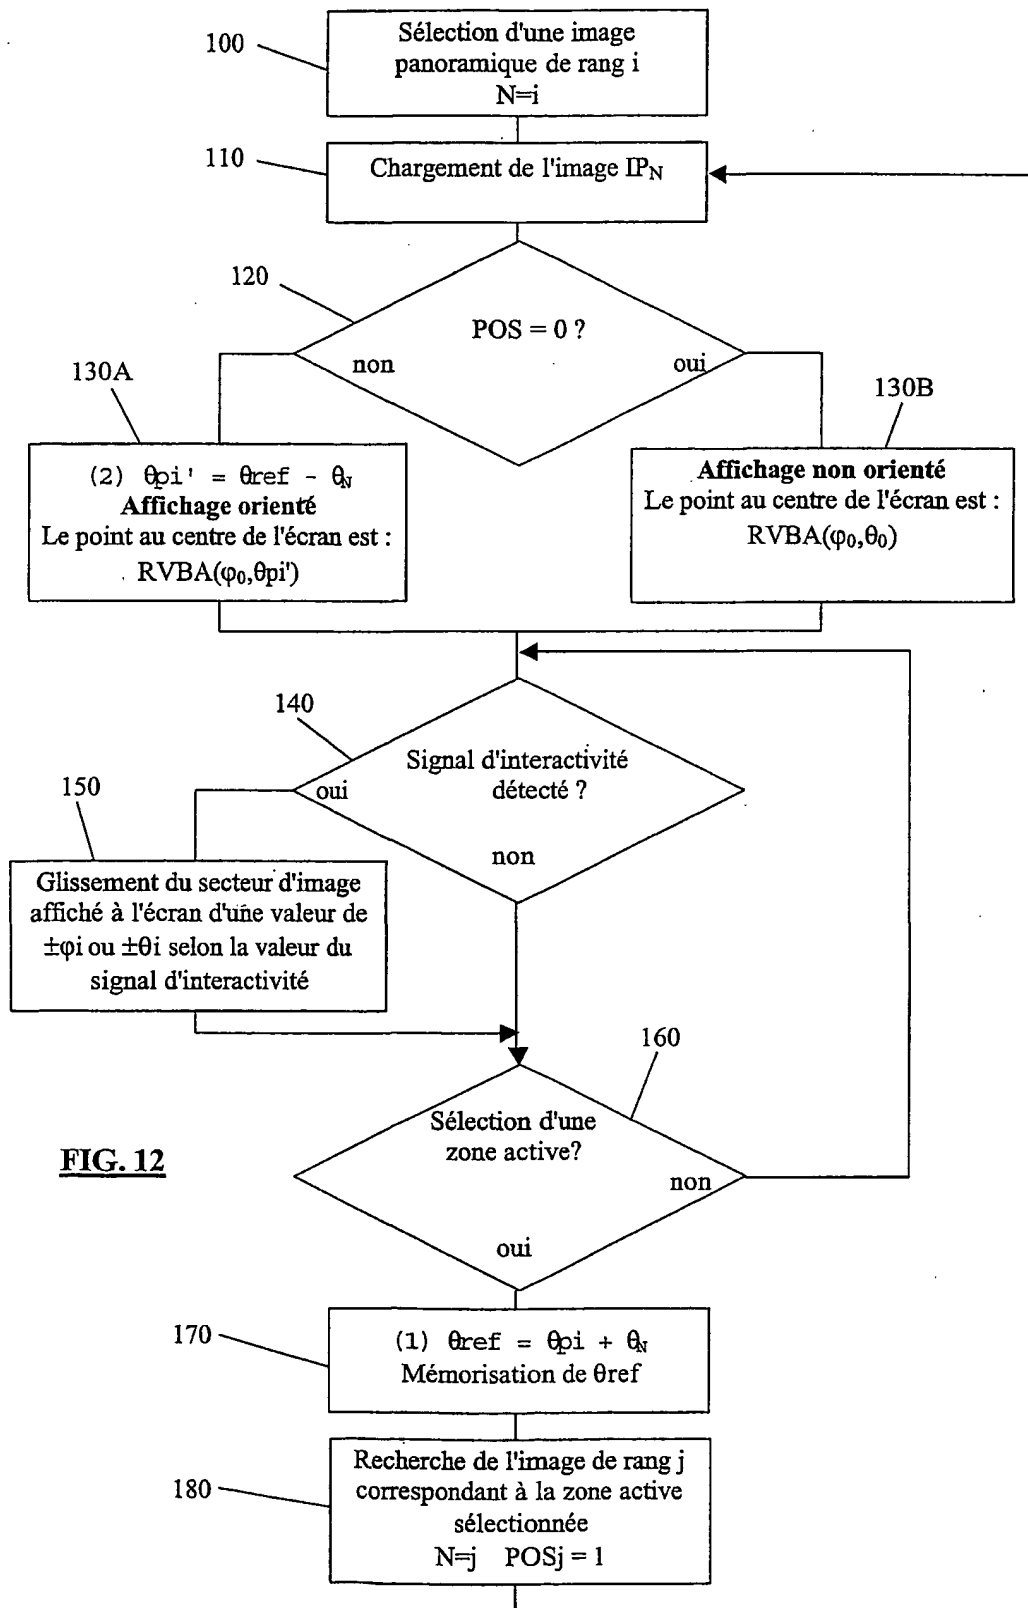 100
Sélection d'une image
panoramique de rang i
N=i
110
Chargement de l'image IP_N
120
POS = 0 ?
non
oui
130A
130B
(2) θpi' = θref - θ_N
Affichage orienté
Le point au centre de l'écran est :
RVBA(φ₀,θpi')
Affichage non orienté
Le point au centre de l'écran est :
RVBA(φ₀,θ₀)
140
Signal d'interactivité
détecté ?
oui
non
150
Glissement du secteur d'image
affiché à l'écran d'une valeur de
±φi ou ±θi selon la valeur du
signal d'interactivité
160
Sélection d'une
zone active?
non
oui
FIG. 12
170
(1) θref = θpi + θ_N
Mémorisation de θref
180
Recherche de l'image de rang j
correspondant à la zone active
sélectionnée
N=j POSj = 1